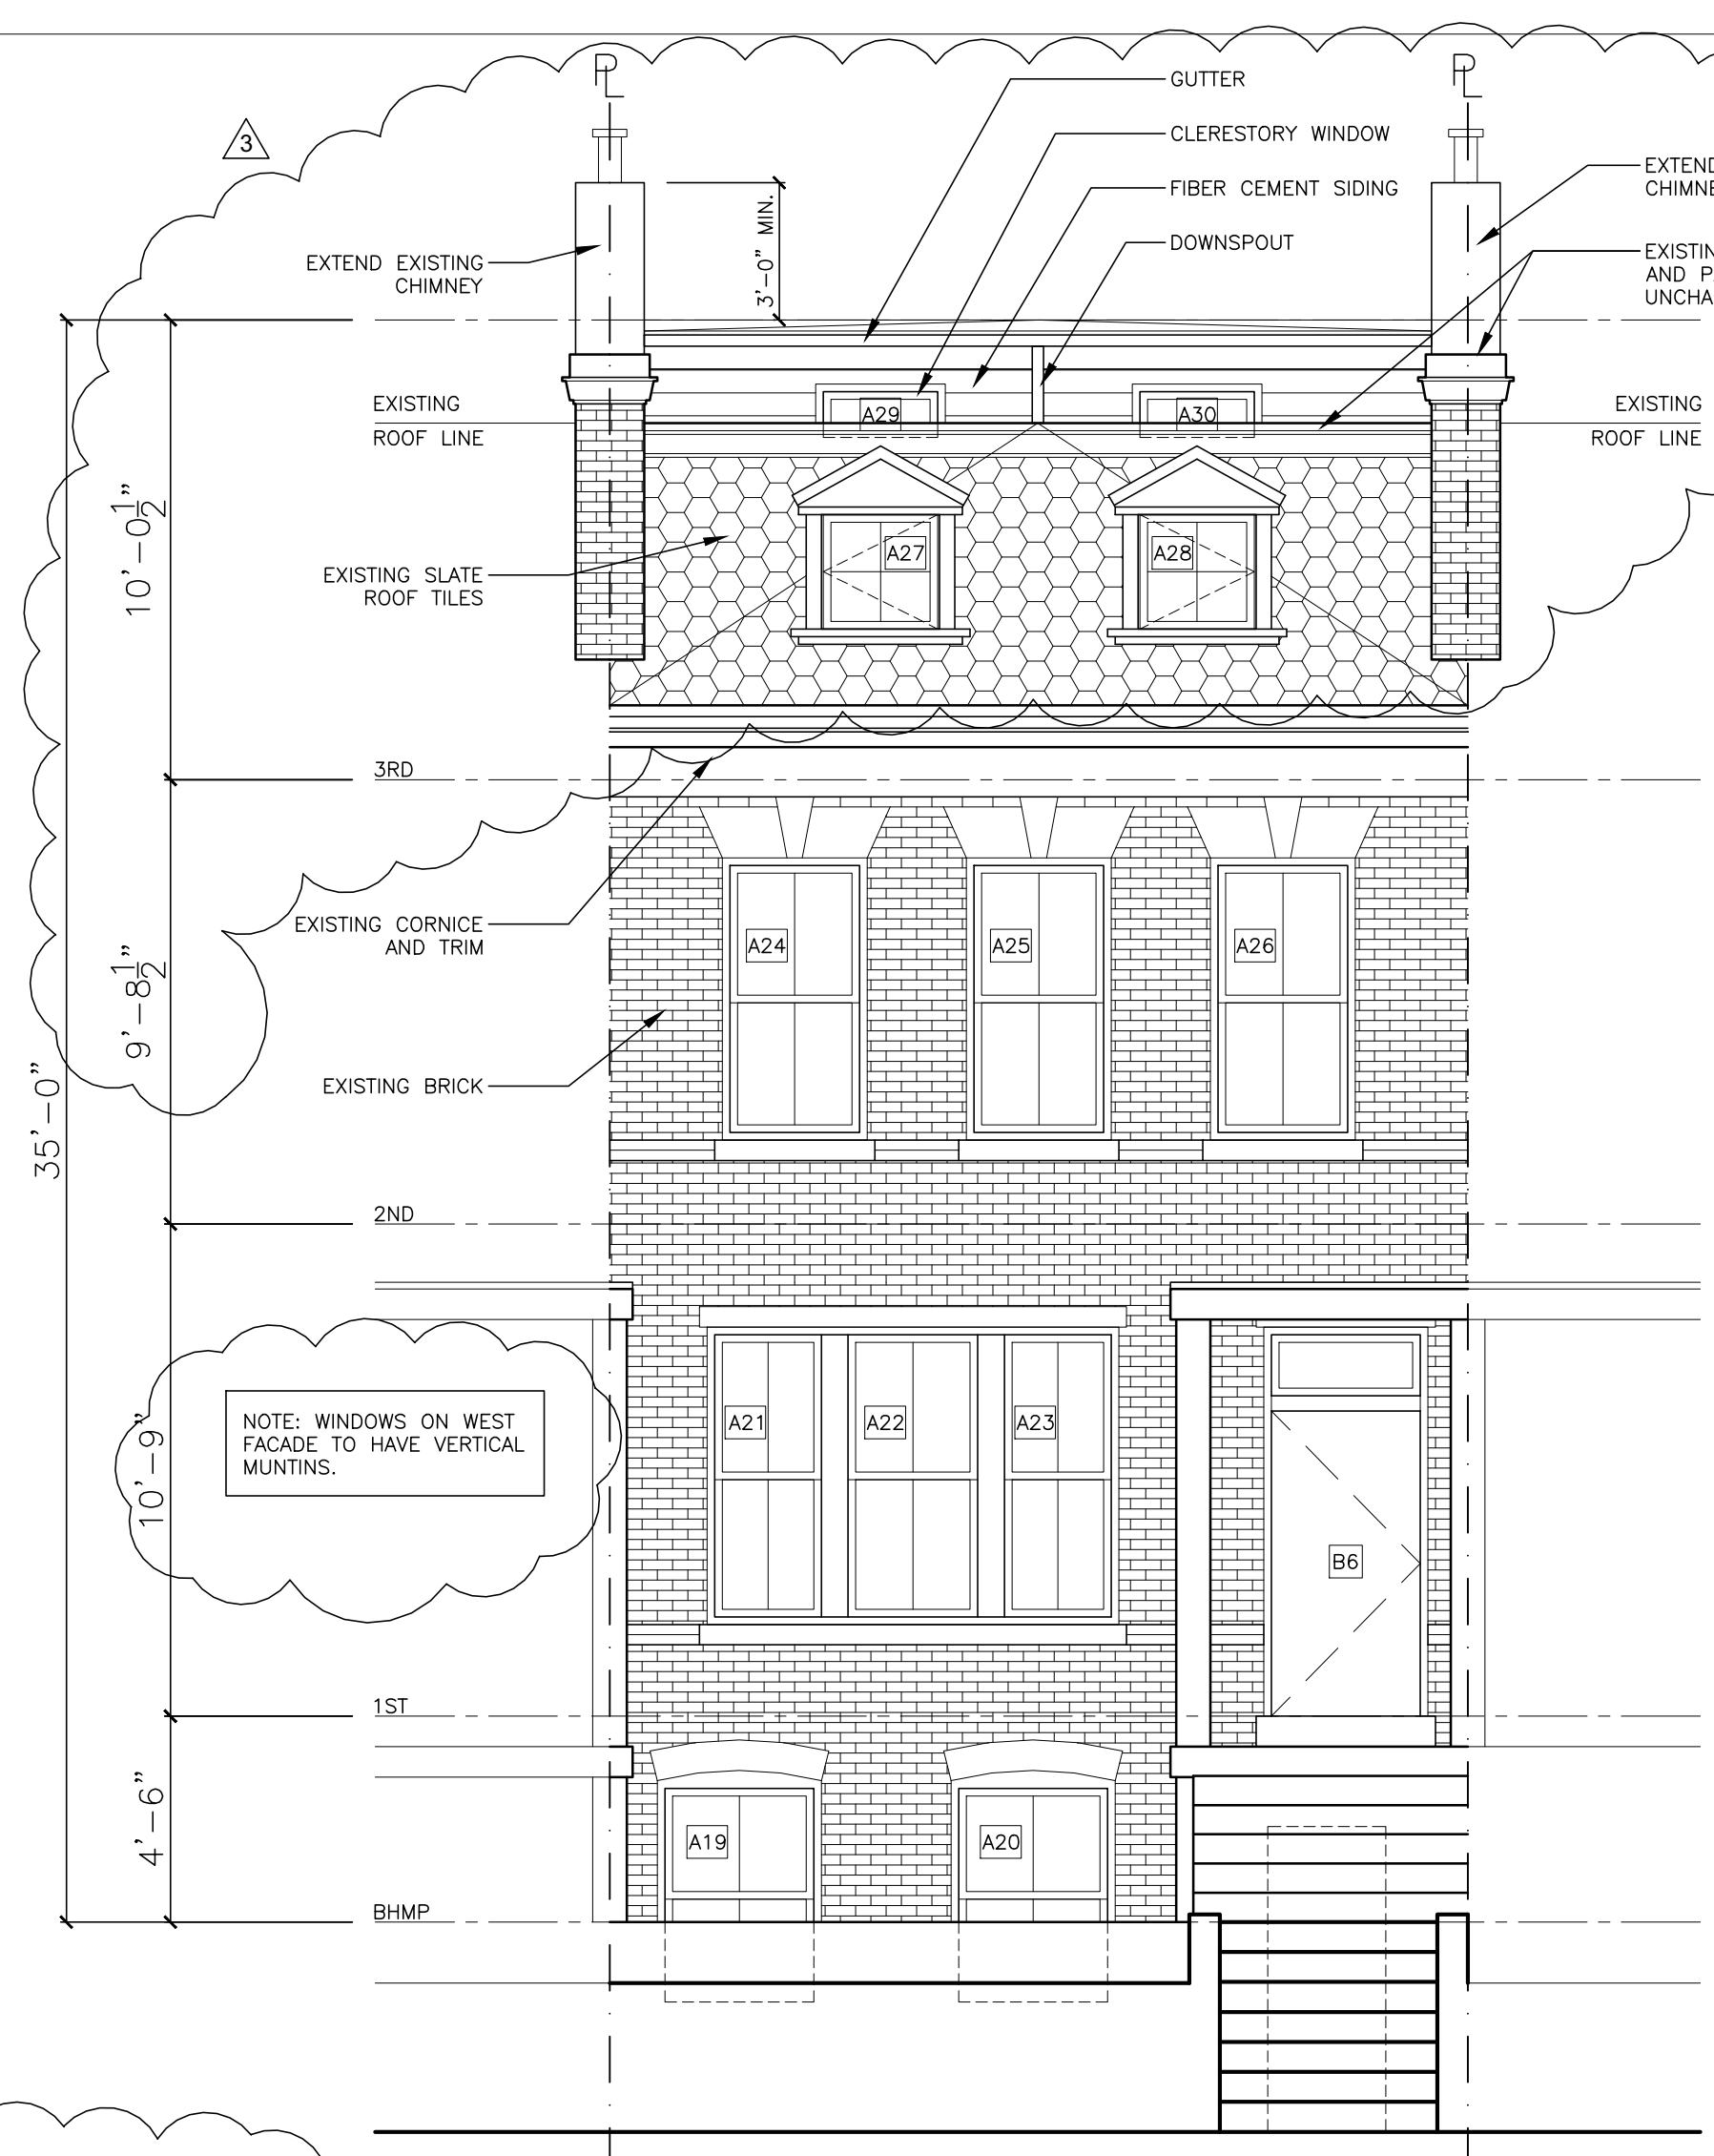 PL
PL
3
GUTTER
CLERESTORY WINDOW
FIBER CEMENT SIDING
DOWNSPOUT
3'-0" MIN.
EXTEND EXISTING
CHIMNEY
EXTEND
CHIMNE
EXISTIN
AND PA
UNCHA
EXISTING
ROOF LINE
EXISTING
ROOF LINE
A29
A30
10'-0 1/2"
EXISTING SLATE
ROOF TILES
A27
A28
3RD
EXISTING CORNICE
AND TRIM
A24
A25
A26
9'-8 1/2"
35'-0"
EXISTING BRICK
2ND
NOTE: WINDOWS ON WEST
FACADE TO HAVE VERTICAL
MUNTINS.
10'-9"
A21
A22
A23
B6
1ST
4'-6"
A19
A20
BHMP